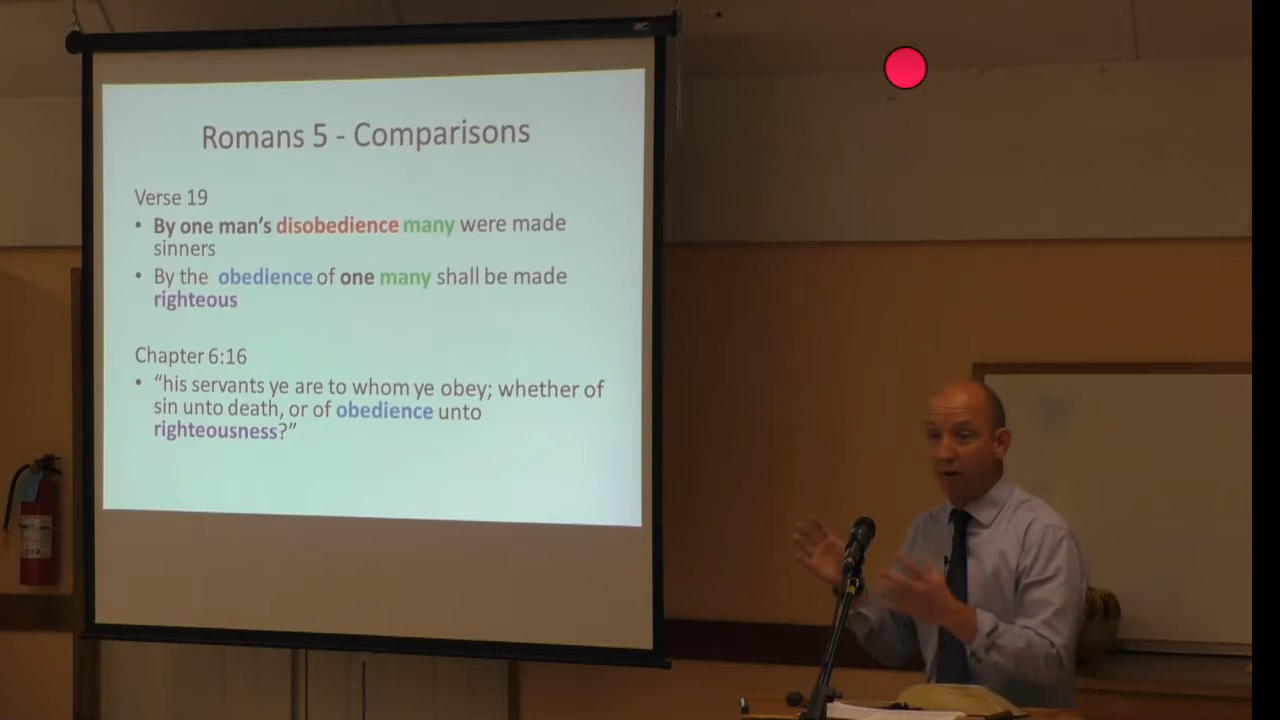 Romans 5 - Comparisons
Verse 19
• By one man's disobedience many were made
sinners
• By the obedience of one many shall be made
righteous
Chapter 6:16
• “his servants ye are to whom ye obey; whether of
sin unto death, or of obedience unto
righteousness?”